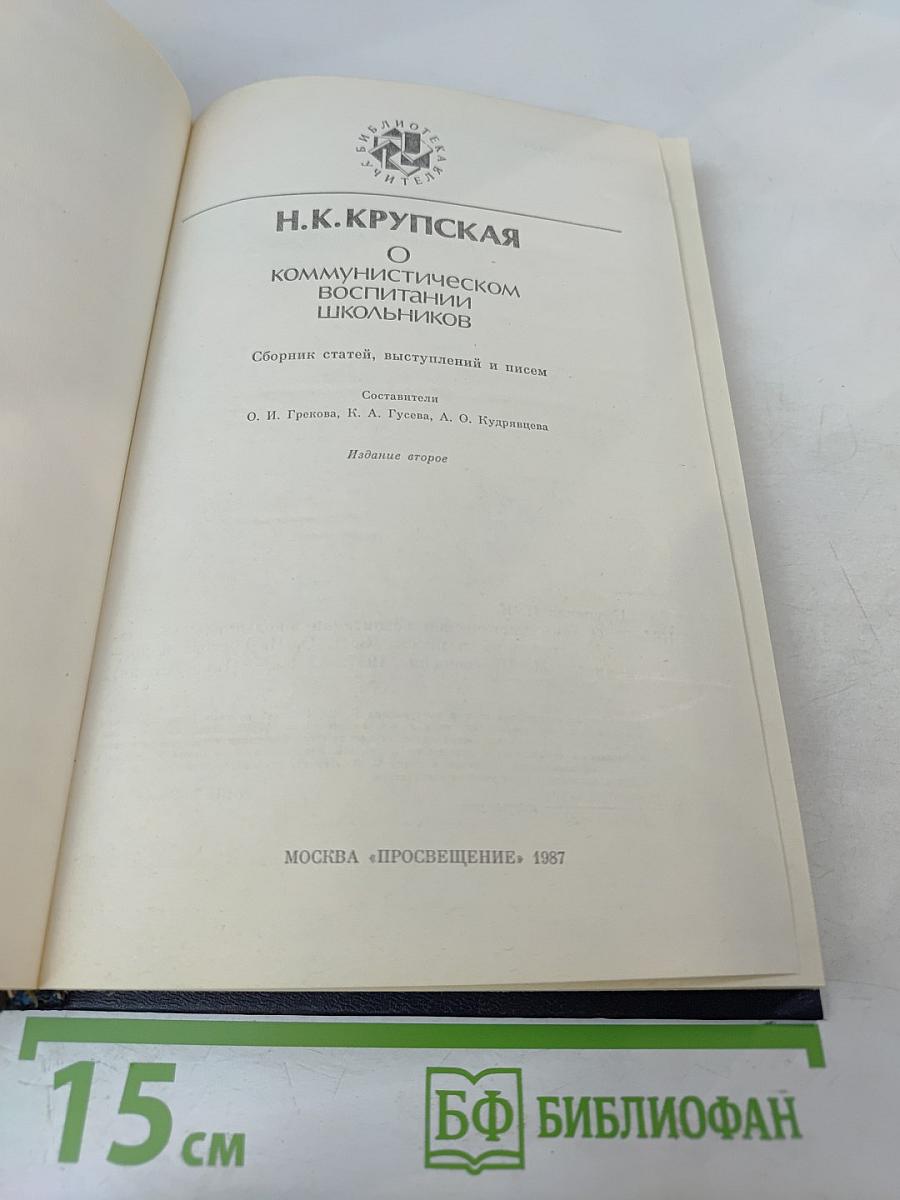 БИБЛИОТЕКА УЧИТЕЛЯ
Н.К.КРУПСКАЯ
О
КОММУНИСТИЧЕСКОМ
ВОСПИТАНИИ
ШКОЛЬНИКОВ
Сборник статей, выступлений и писем
Составители
О. И. Грекова, К. А. Гусева, А. О. Кудрявцева
Издание второе
МОСКВА «ПРОСВЕЩЕНИЕ» 1987
15 см
БФ БИБЛИОФАН